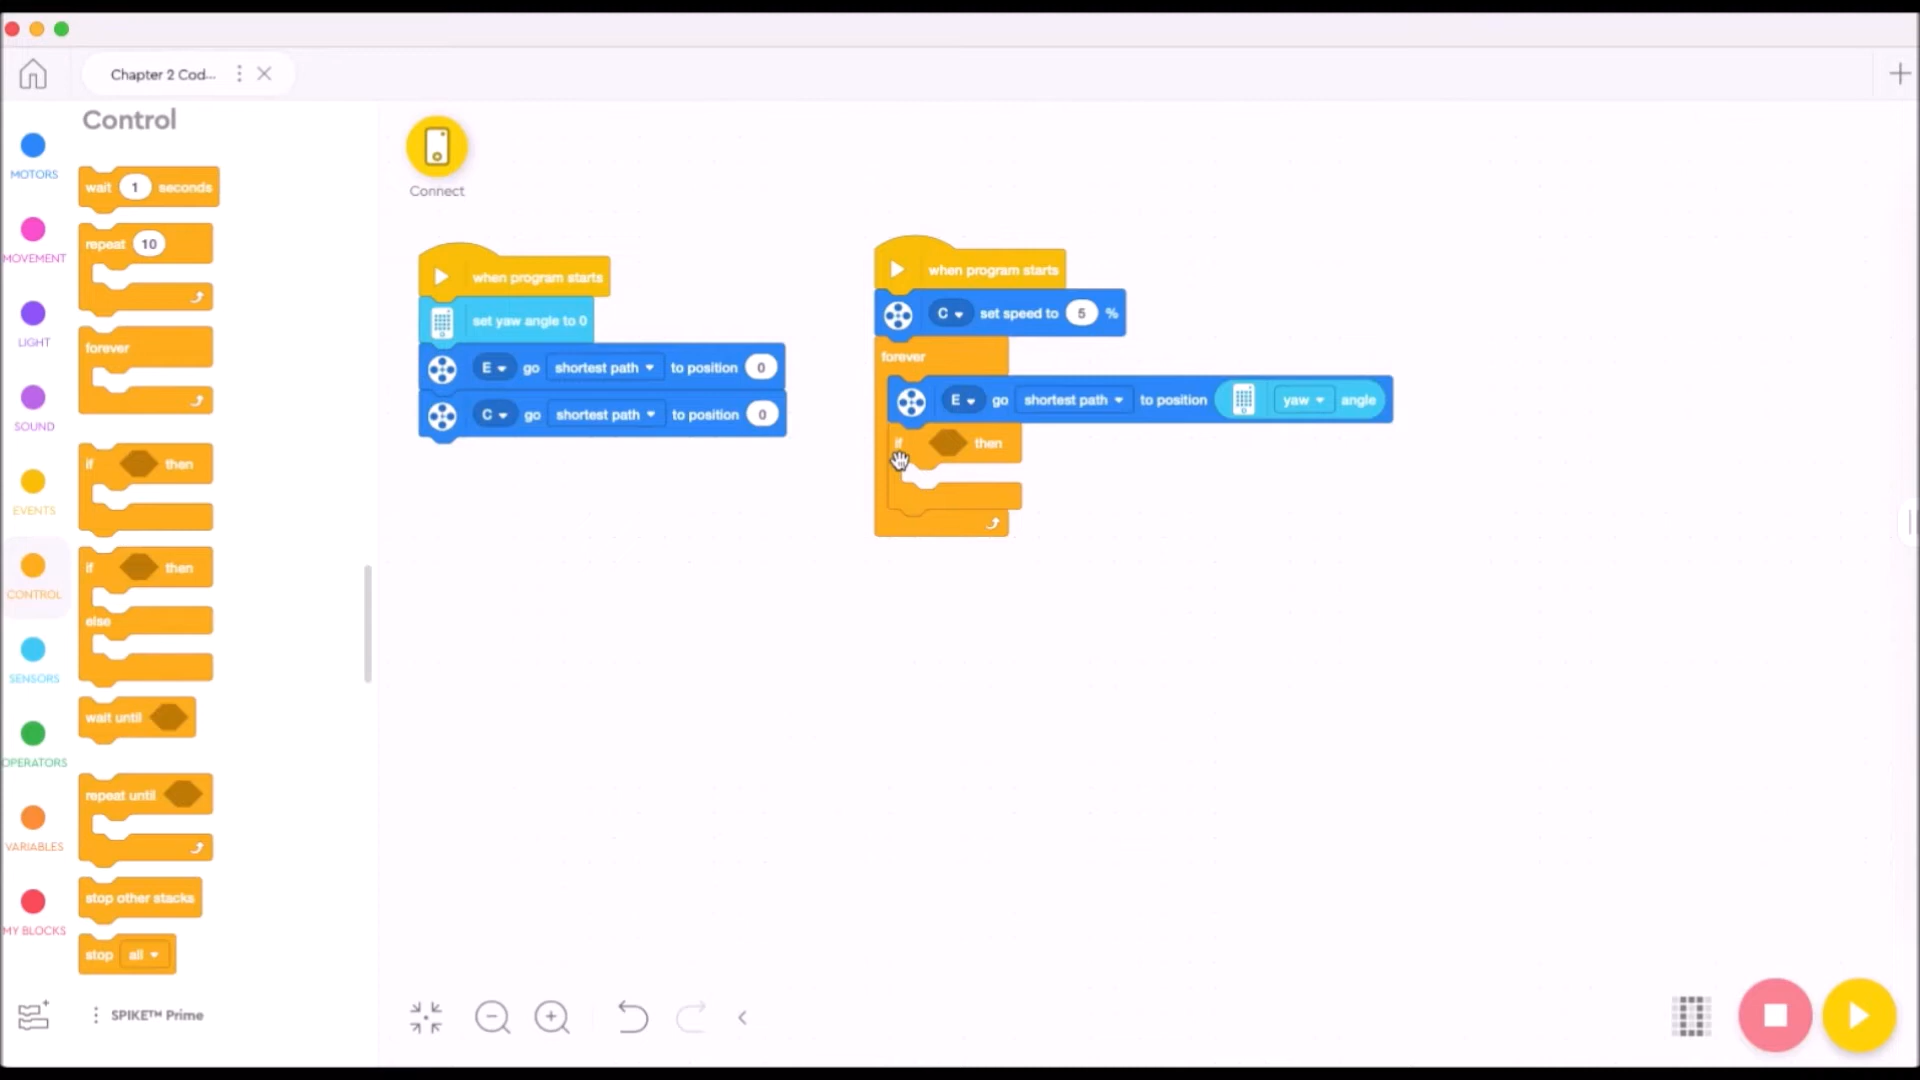 Chapter 2 Cod...
Control
MOTORS
MOVEMENT
LIGHT
SOUND
EVENTS
CONTROL
SENSORS
OPERATORS
VARIABLES
MY BLOCKS
wait 1 seconds
repeat 10
forever
if then
if then
else
wait until
repeat until
stop other stacks
stop all
SPIKE™ Prime
Connect
when program starts
set yaw angle to 0
E go shortest path to position 0
C go shortest path to position 0
when program starts
C set speed to 5 %
forever
E go shortest path to position yaw angle
if then